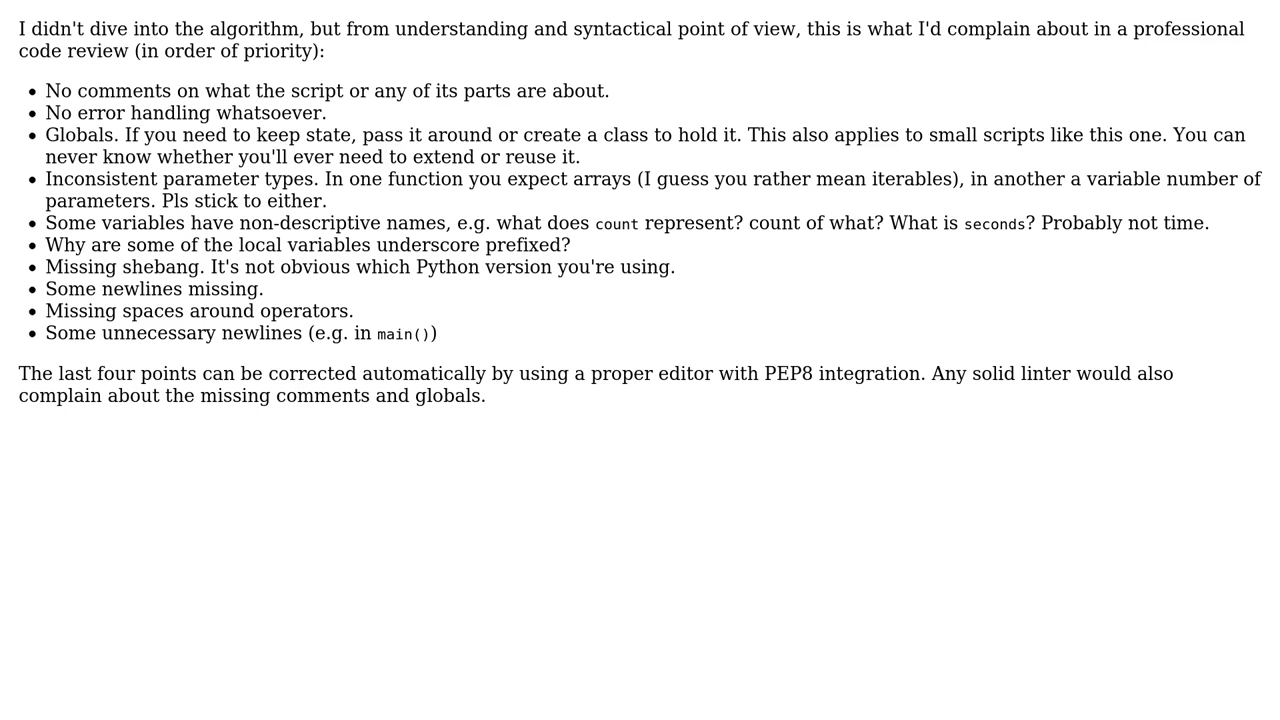 I didn't dive into the algorithm, but from understanding and syntactical point of view, this is what I'd complain about in a professional
code review (in order of priority):
• No comments on what the script or any of its parts are about.
• No error handling whatsoever.
• Globals. If you need to keep state, pass it around or create a class to hold it. This also applies to small scripts like this one. You can
never know whether you'll ever need to extend or reuse it.
• Inconsistent parameter types. In one function you expect arrays (I guess you rather mean iterables), in another a variable number of
parameters. Pls stick to either.
• Some variables have non-descriptive names, e.g. what does count represent? count of what? What is seconds? Probably not time.
• Why are some of the local variables underscore prefixed?
• Missing shebang. It's not obvious which Python version you're using.
• Some newlines missing.
• Missing spaces around operators.
• Some unnecessary newlines (e.g. in main())
The last four points can be corrected automatically by using a proper editor with PEP8 integration. Any solid linter would also
complain about the missing comments and globals.